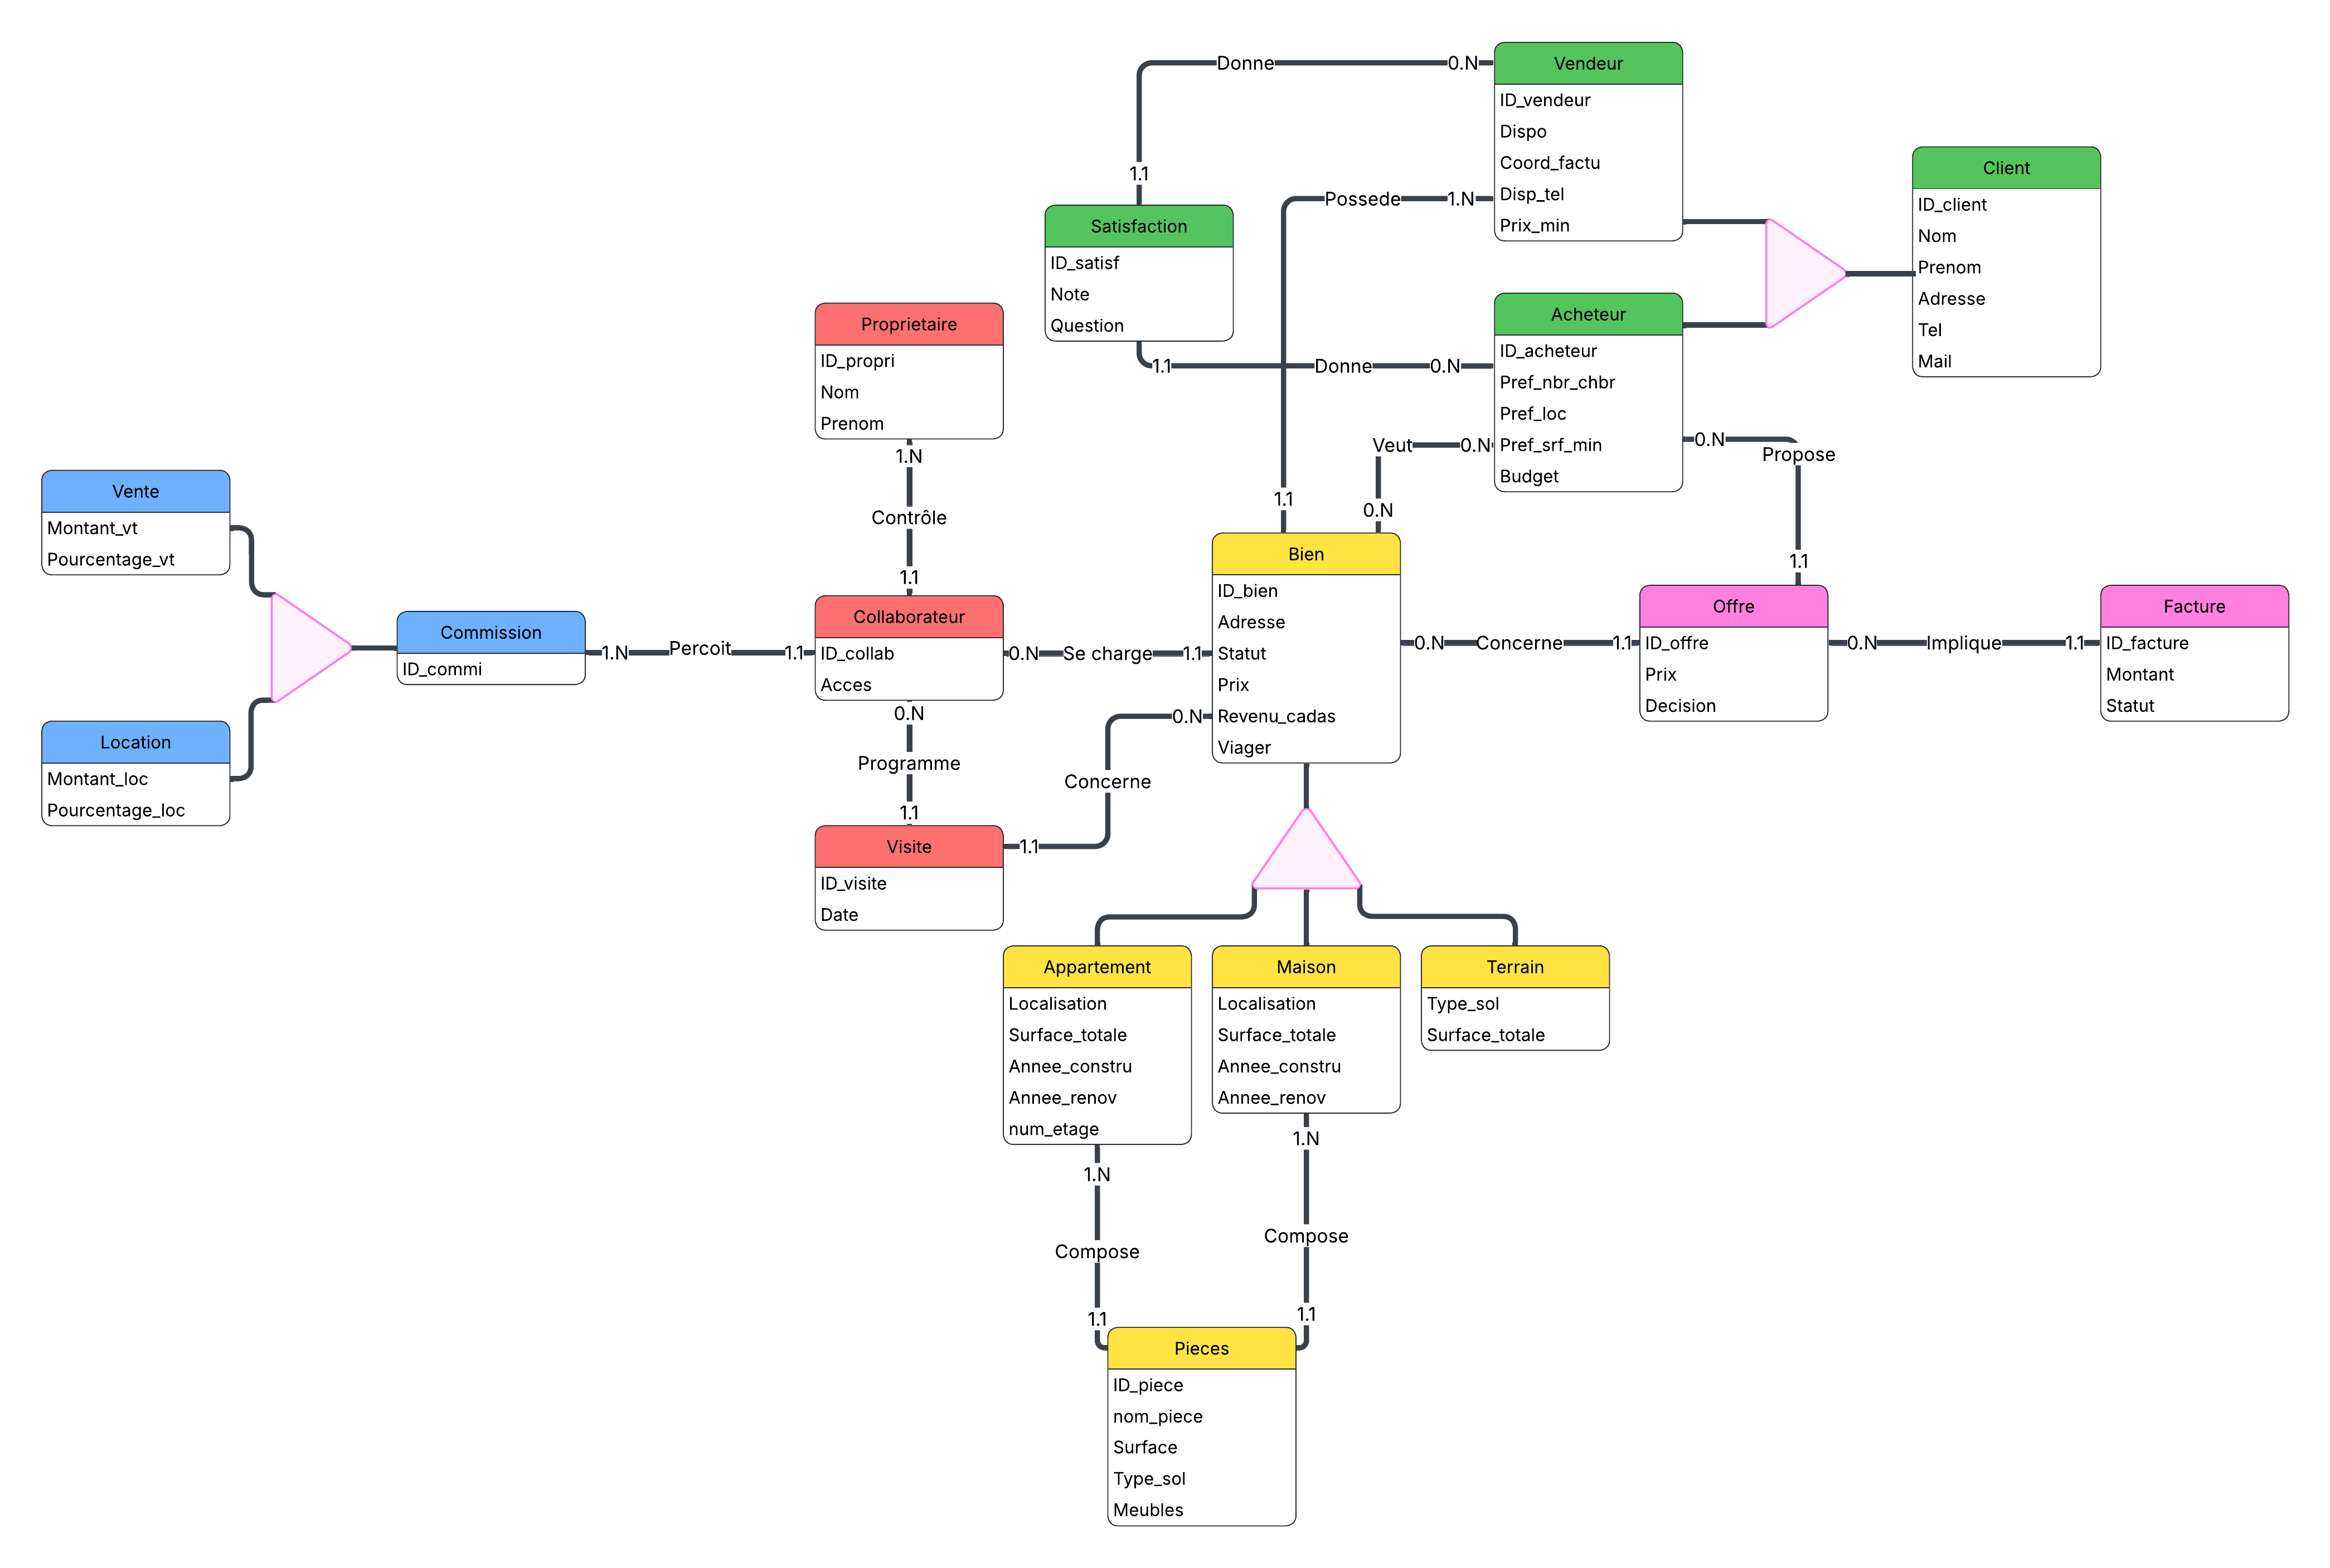 Donne
0.N
1.1
Vendeur
ID_vendeur
Dispo
Coord_factu
Disp_tel
Prix_min
Possede
1.N
1.1
Client
ID_client
Nom
Prenom
Adresse
Tel
Mail
Satisfaction
ID_satisf
Note
Question
1.1
Donne
0.N
Acheteur
ID_acheteur
Pref_nbr_chbr
Pref_loc
Pref_srf_min
Budget
Veut
0.N
0.N
0.N
Propose
1.1
Proprietaire
ID_propri
Nom
Prenom
1.N
Contrôle
1.1
Vente
Montant_vt
Pourcentage_vt
Location
Montant_loc
Pourcentage_loc
Commission
ID_commi
1.N
Percoit
1.1
Collaborateur
ID_collab
Acces
0.N
Se charge
1.1
Bien
ID_bien
Adresse
Statut
Prix
Revenu_cadas
Viager
0.N
Concerne
1.1
Offre
ID_offre
Prix
Decision
0.N
Implique
1.1
Facture
ID_facture
Montant
Statut
0.N
Programme
1.1
0.N
Concerne
1.1
Visite
ID_visite
Date
Appartement
Localisation
Surface_totale
Annee_constru
Annee_renov
num_etage
Maison
Localisation
Surface_totale
Annee_constru
Annee_renov
Terrain
Type_sol
Surface_totale
1.N
Compose
1.1
1.N
Compose
1.1
Pieces
ID_piece
nom_piece
Surface
Type_sol
Meubles